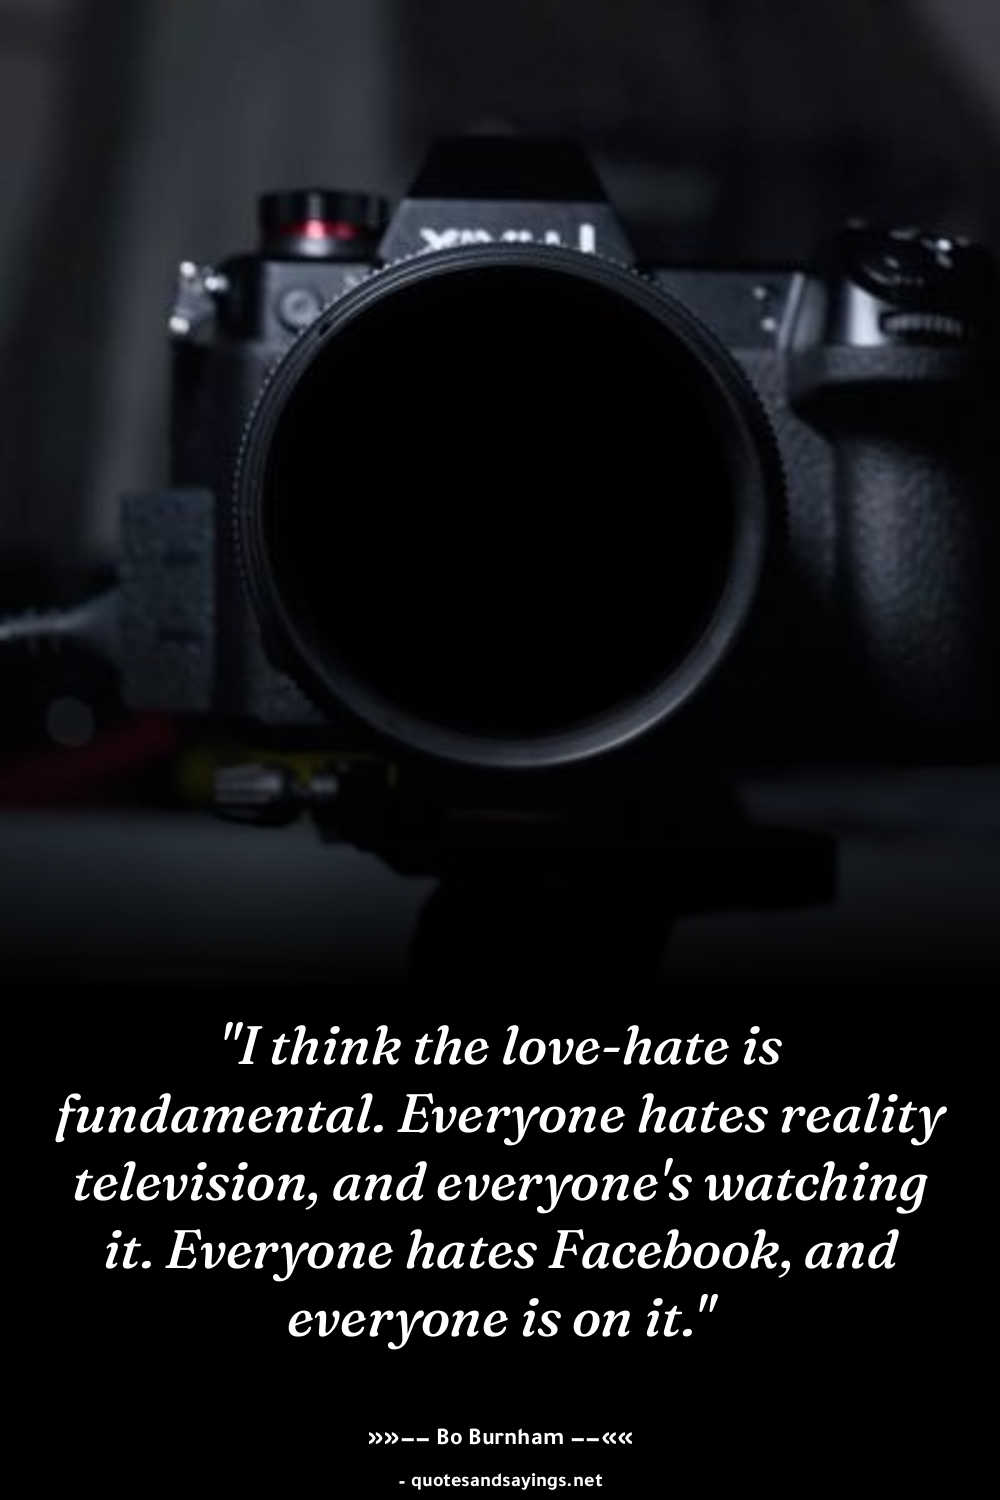 "I think the love-hate is
fundamental. Everyone hates reality
television, and everyone's watching
it. Everyone hates Facebook, and
everyone is on it."
»»−− Bo Burnham −−««
- quotesandsayings.net